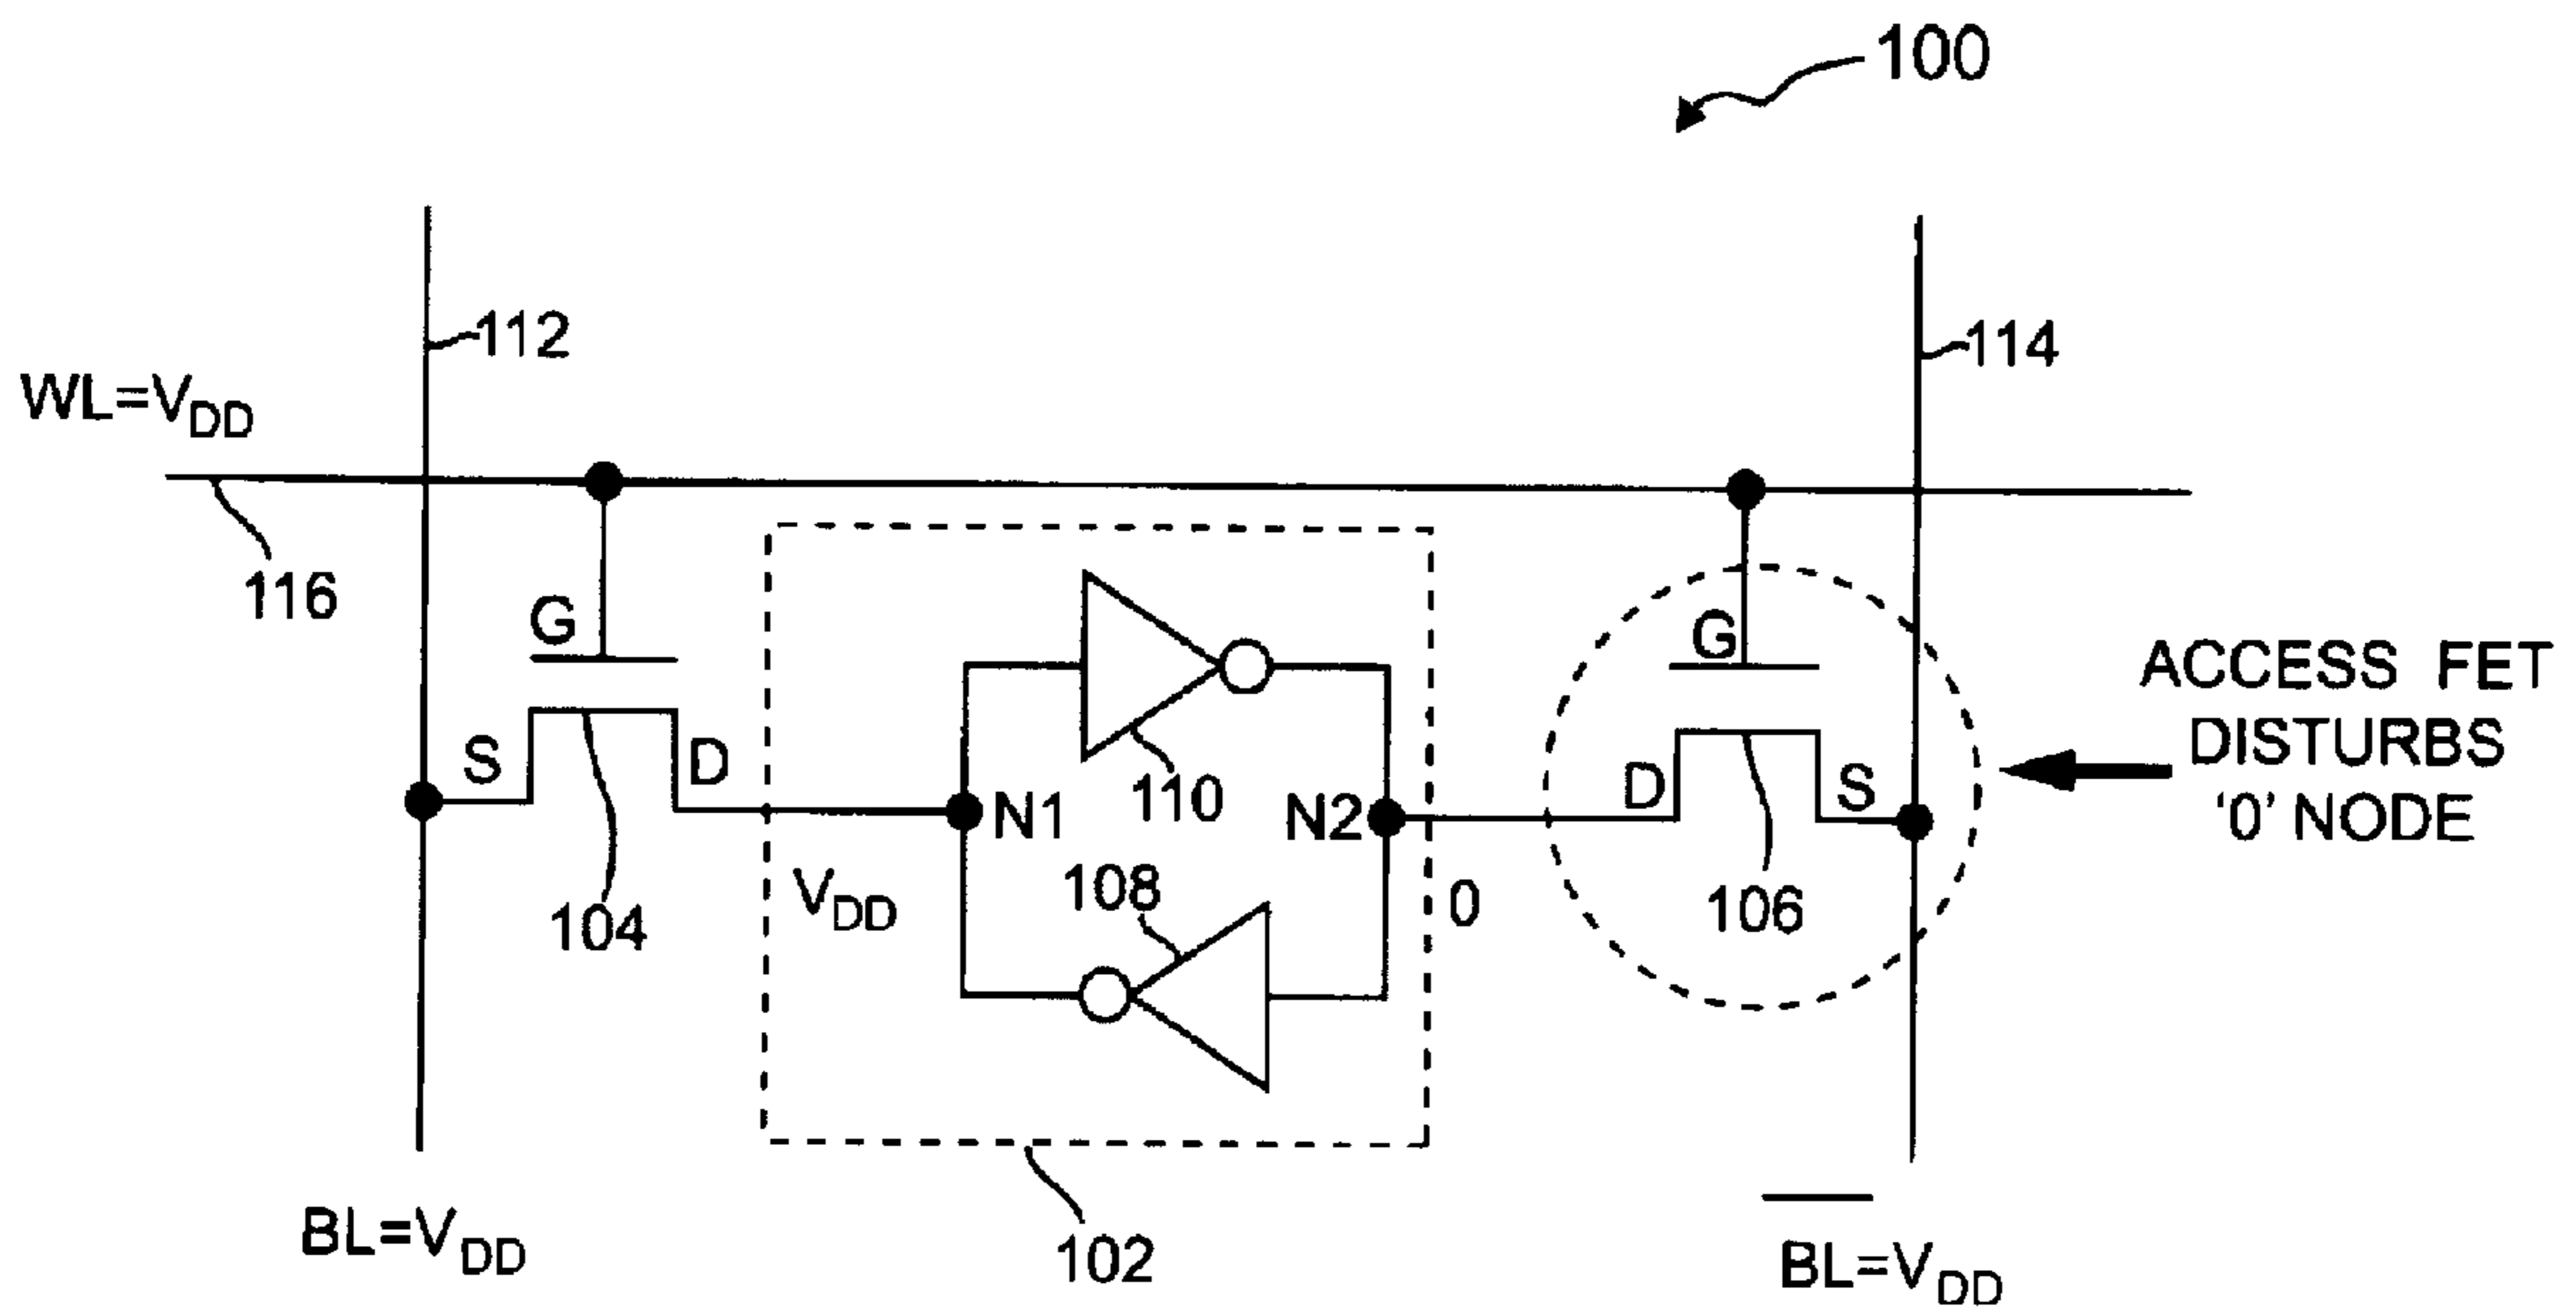 100
112
114
WL=VDD
116
G
G
ACCESS FET
DISTURBS
'0' NODE
S
D
N1
110
N2
D
S
104
VDD
108
0
106
102
BL=VDD
B̅L̅=VDD